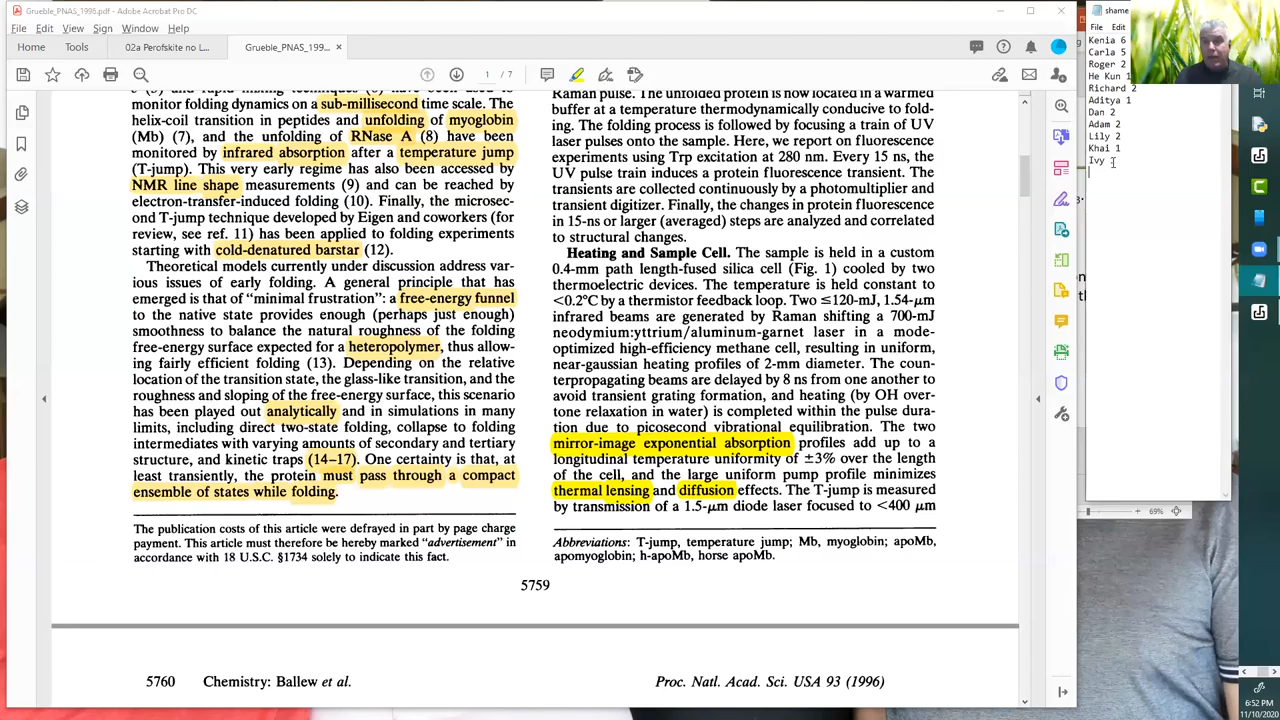 Grueble_PNAS_1996.pdf - Adobe Acrobat Pro DC
File Edit View Sign Window Help
Home Tools 02a Perofskite no L... Grueble_PNAS_199... ×
1 / 7
monitor folding dynamics on a sub-millisecond time scale. The
helix-coil transition in peptides and unfolding of myoglobin
(Mb) (7), and the unfolding of RNase A (8) have been
monitored by infrared absorption after a temperature jump
(T-jump). This very early regime has also been accessed by
NMR line shape measurements (9) and can be reached by
electron-transfer-induced folding (10). Finally, the microsec-
ond T-jump technique developed by Eigen and coworkers (for
review, see ref. 11) has been applied to folding experiments
starting with cold-denatured barstar (12).
Theoretical models currently under discussion address var-
ious issues of early folding. A general principle that has
emerged is that of “minimal frustration”: a free-energy funnel
to the native state provides enough (perhaps just enough)
smoothness to balance the natural roughness of the folding
free-energy surface expected for a heteropolymer, thus allow-
ing fairly efficient folding (13). Depending on the relative
location of the transition state, the glass-like transition, and the
roughness and sloping of the free-energy surface, this scenario
has been played out analytically and in simulations in many
limits, including direct two-state folding, collapse to folding
intermediates with varying amounts of secondary and tertiary
structure, and kinetic traps (14–17). One certainty is that, at
least transiently, the protein must pass through a compact
ensemble of states while folding.
The publication costs of this article were defrayed in part by page charge
payment. This article must therefore be hereby marked “advertisement” in
accordance with 18 U.S.C. §1734 solely to indicate this fact.
Raman pulse. The unfolded protein is now located in a warmed
buffer at a temperature thermodynamically conducive to fold-
ing. The folding process is followed by focusing a train of UV
laser pulses onto the sample. Here, we report on fluorescence
experiments using Trp excitation at 280 nm. Every 15 ns, the
UV pulse train induces a protein fluorescence transient. The
transients are collected continuously by a photomultiplier and
transient digitizer. Finally, the changes in protein fluorescence
in 15-ns or larger (averaged) steps are analyzed and correlated
to structural changes.
Heating and Sample Cell. The sample is held in a custom
0.4-mm path length-fused silica cell (Fig. 1) cooled by two
thermoelectric devices. The temperature is held constant to
<0.2°C by a thermistor feedback loop. Two ≤120-mJ, 1.54-μm
infrared beams are generated by Raman shifting a 700-mJ
neodymium:yttrium/aluminum-garnet laser in a mode-
optimized high-efficiency methane cell, resulting in uniform,
near-gaussian heating profiles of 2-mm diameter. The coun-
terpropagating beams are delayed by 8 ns from one another to
avoid transient grating formation, and heating (by OH over-
tone relaxation in water) is completed within the pulse dura-
tion due to picosecond vibrational equilibration. The two
mirror-image exponential absorption profiles add up to a
longitudinal temperature uniformity of ±3% over the length
of the cell, and the large uniform pump profile minimizes
thermal lensing and diffusion effects. The T-jump is measured
by transmission of a 1.5-μm diode laser focused to <400 μm
Abbreviations: T-jump, temperature jump; Mb, myoglobin; apoMb,
apomyoglobin; h-apoMb, horse apoMb.
5759
5760 Chemistry: Ballew et al. Proc. Natl. Acad. Sci. USA 93 (1996)
shame
File Edit
Kenia 6
Carla 5
Roger 2
He Kun 1
Richard 2
Aditya 1
Dan 2
Adam 2
Lily 2
Khai 1
Ivy
69%
6:52 PM
11/10/2020